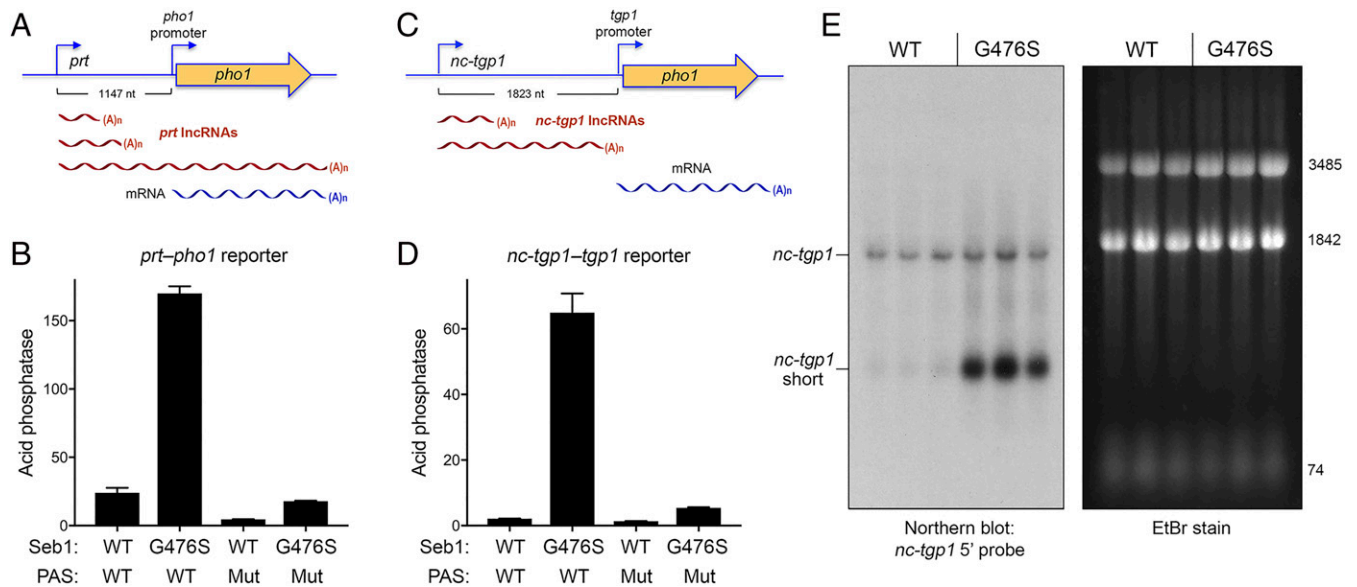 A
pho1
promoter
prt
pho1
1147 nt
(A)n
prt lncRNAs
(A)n
(A)n
mRNA
(A)n
B
prt–pho1 reporter
Acid phosphatase
150
100
50
0
Seb1: WT G476S WT G476S
PAS: WT WT Mut Mut
C
tgp1
promoter
nc-tgp1
pho1
1823 nt
(A)n
nc-tgp1 lncRNAs
(A)n
mRNA
(A)n
D
nc-tgp1–tgp1 reporter
Acid phosphatase
60
40
20
0
Seb1: WT G476S WT G476S
PAS: WT WT Mut Mut
E
WT G476S
nc-tgp1
nc-tgp1
short
Northern blot:
nc-tgp1 5' probe
WT G476S
3485
1842
74
EtBr stain